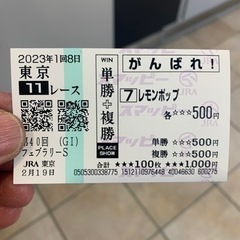 2023年1回8日
東京
11レース
WIN
単勝+複勝
PLACE
SHOW
がんばれ!
7 レモンポップ
各☆☆☆500円
第40回 (GI)
フェブラリーS
JRA 東京
2月19日
単勝 ☆☆☆500円
複勝 ☆☆☆500円
合計 ★★★100枚 ★★★1,000円
JRA